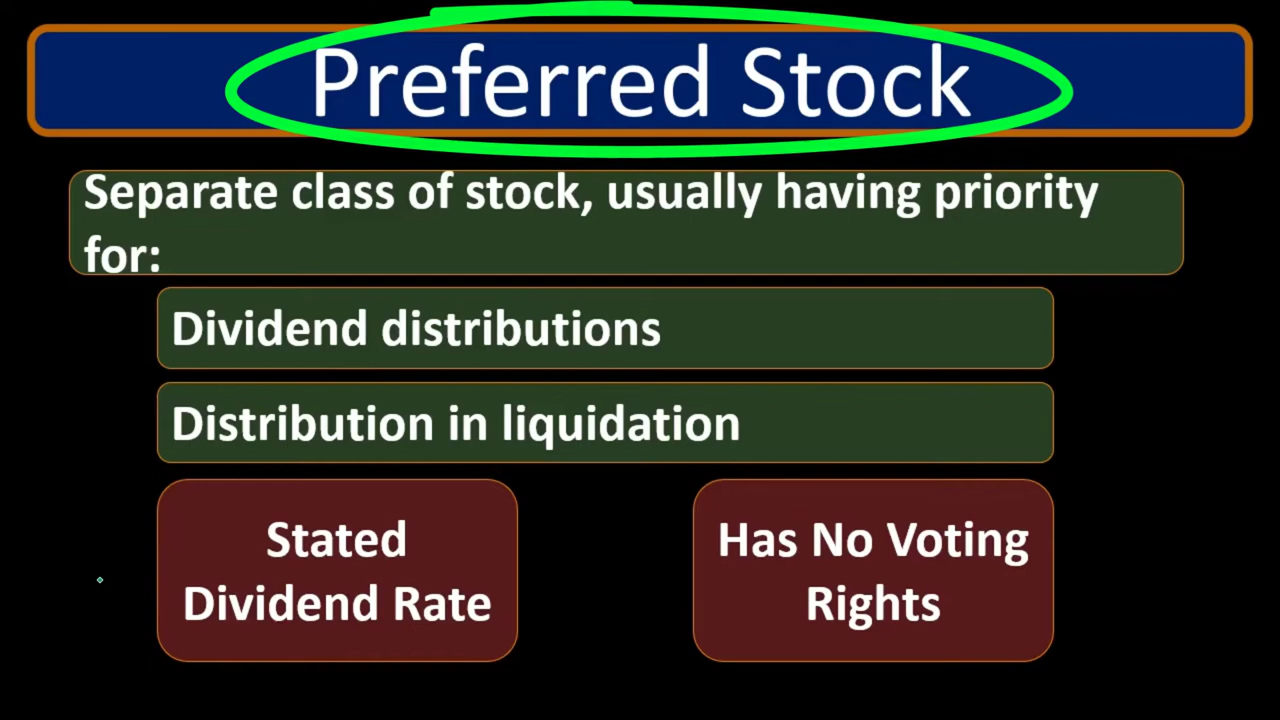 Preferred Stock
Separate class of stock, usually having priority
for:
Dividend distributions
Distribution in liquidation
Stated
Dividend Rate
Has No Voting
Rights